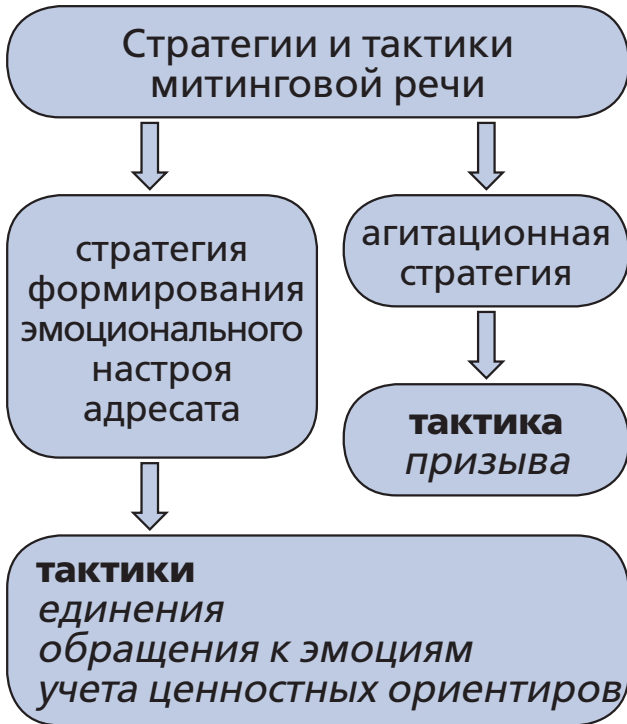 Стратегии и тактики
митинговой речи
стратегия
формирования
эмоционального
настроя
адресата
агитационная
стратегия
тактика
призыва
тактики
единения
обращения к эмоциям
учета ценностных ориентиров